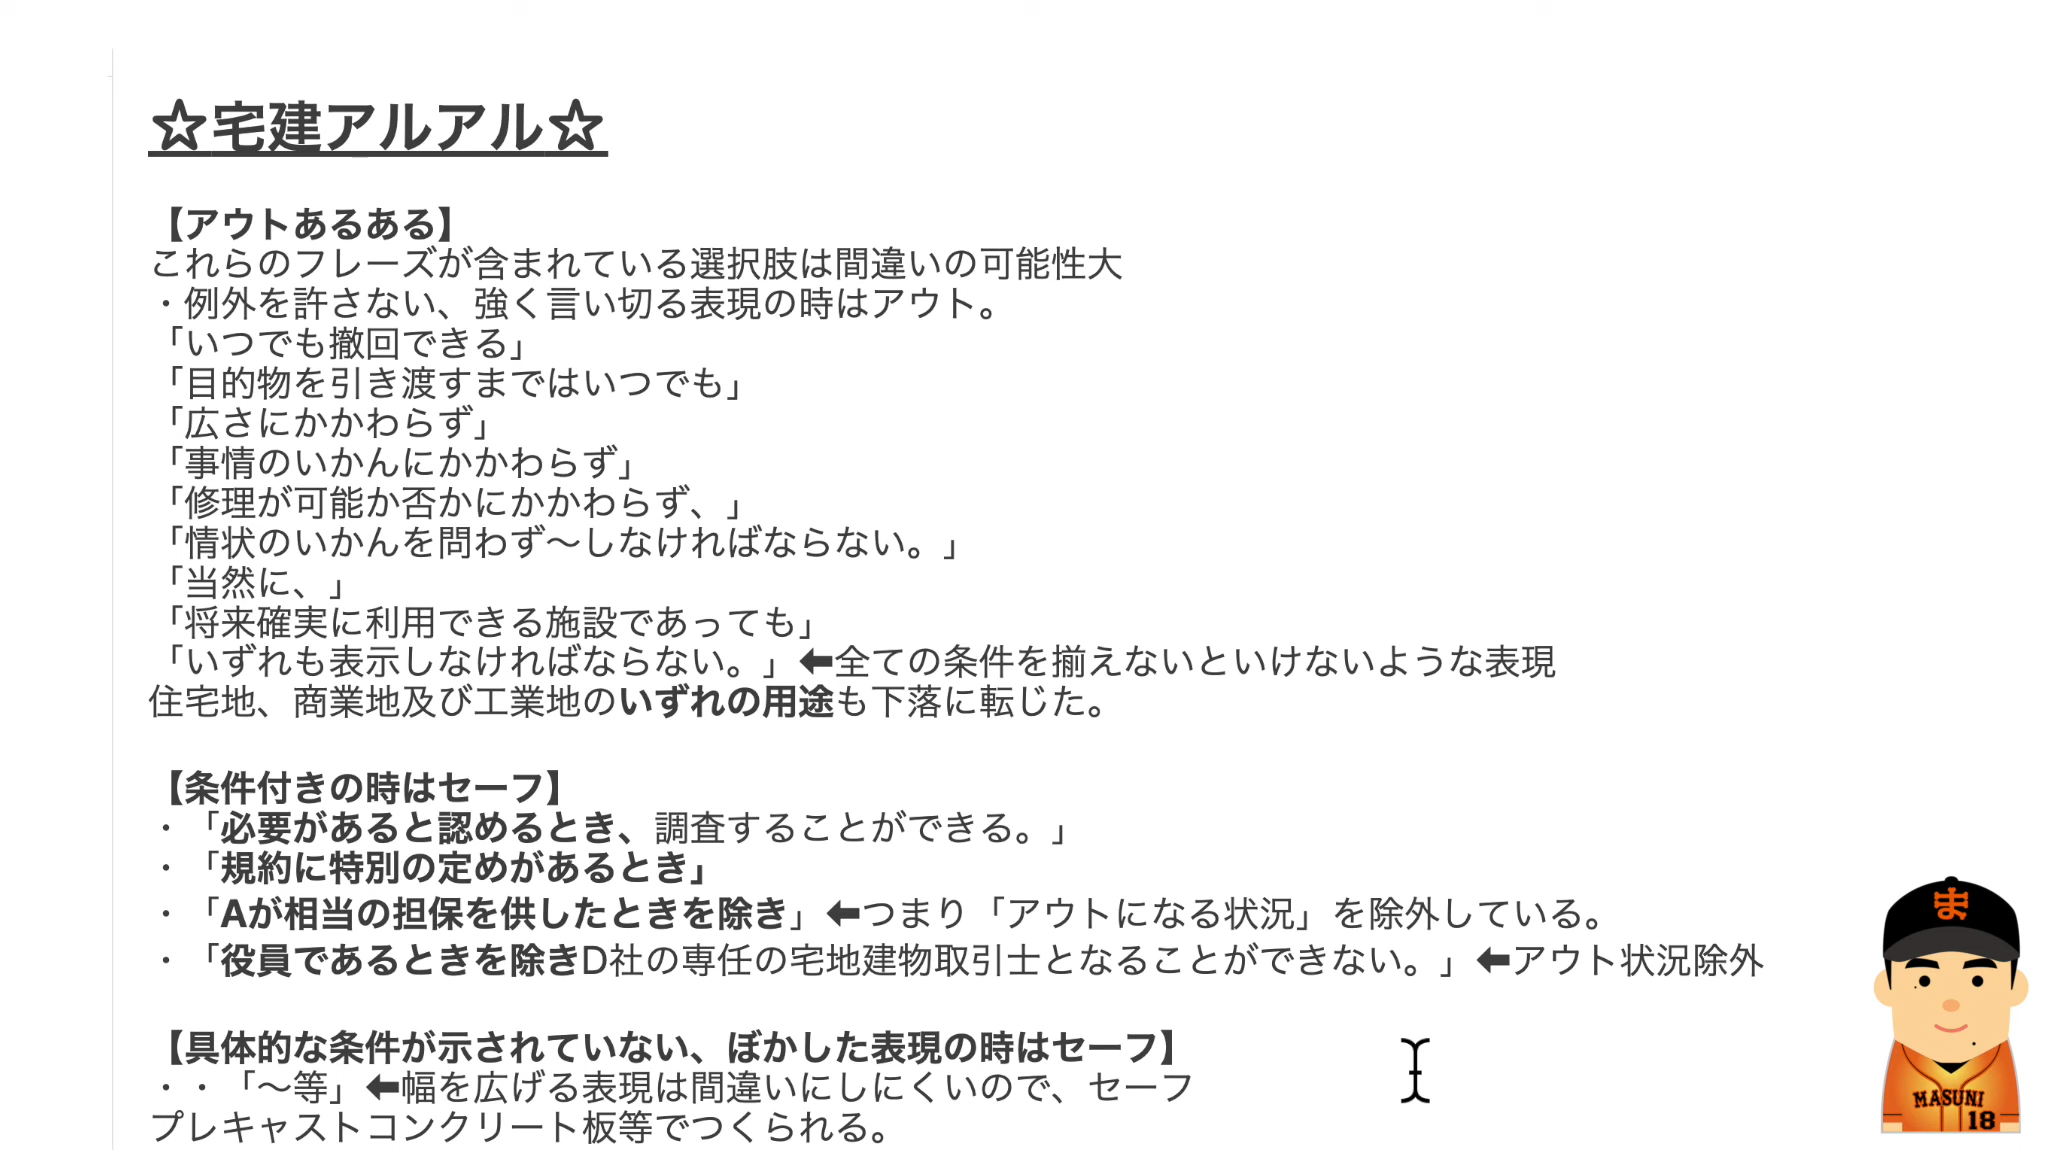 ☆宅建アルアル☆
【アウトあるある】
これらのフレーズが含まれている選択肢は間違いの可能性大
・例外を許さない、強く言い切る表現の時はアウト。
「いつでも撤回できる」
「目的物を引き渡すまではいつでも」
「広さにかかわらず」
「事情のいかんにかかわらず」
「修理が可能か否かにかかわらず、」
「情状のいかんを問わず〜しなければならない。」
「当然に、」
「将来確実に利用できる施設であっても」
「いずれも表示しなければならない。」⬅全ての条件を揃えないといけないような表現
住宅地、商業地及び工業地のいずれの用途も下落に転じた。
【条件付きの時はセーフ】
・「必要があると認めるとき、調査することができる。」
・「規約に特別の定めがあるとき」
・「Aが相当の担保を供したときを除き」⬅つまり「アウトになる状況」を除外している。
・「役員であるときを除きD社の専任の宅地建物取引士となることができない。」⬅アウト状況除外
【具体的な条件が示されていない、ぼかした表現の時はセーフ】
・・「〜等」⬅幅を広げる表現は間違いにしにくいので、セーフ
プレキャストコンクリート板等でつくられる。
ま
MASUNI
18